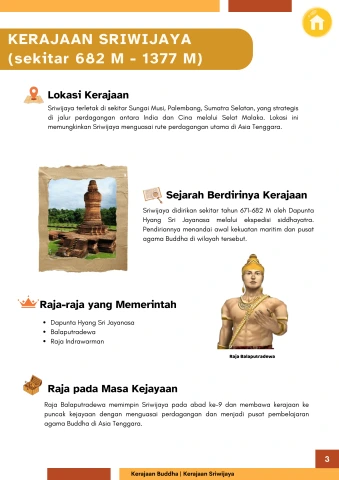 KERAJAAN SRIWIJAYA
(sekitar 682 M - 1377 M)
Lokasi Kerajaan
Sriwijaya terletak di sekitar Sungai Musi, Palembang, Sumatra Selatan, yang strategis
di jalur perdagangan antara India dan Cina melalui Selat Malaka. Lokasi ini
memungkinkan Sriwijaya menguasai rute perdagangan utama di Asia Tenggara.
Sejarah Berdirinya Kerajaan
Sriwijaya didirikan sekitar tahun 671-682 M oleh Dapunta
Hyang Sri Jayanasa melalui ekspedisi siddhayatra.
Pendiriannya menandai awal kekuatan maritim dan pusat
agama Buddha di wilayah tersebut.
Raja-raja yang Memerintah
• Dapunta Hyang Sri Jayanasa
• Balaputradewa
• Raja Indrawarman
Raja Balaputradewa
Raja pada Masa Kejayaan
Raja Balaputradewa memimpin Sriwijaya pada abad ke-9 dan membawa kerajaan ke
puncak kejayaan dengan menguasai perdagangan dan menjadi pusat pembelajaran
agama Buddha di Asia Tenggara.
3
Kerajaan Buddha | Kerajaan Sriwijaya